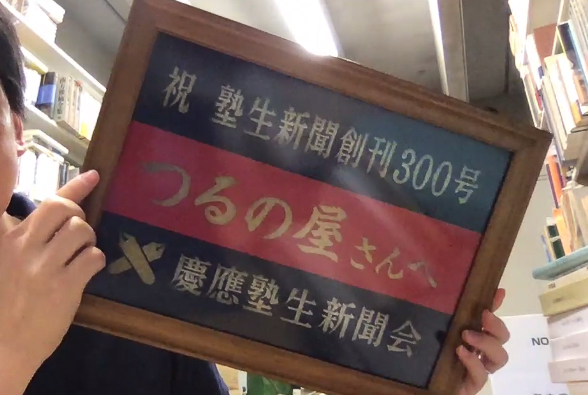 祝 塾生新聞創刊300号
つるの屋さんへ
慶應塾生新聞会
NO